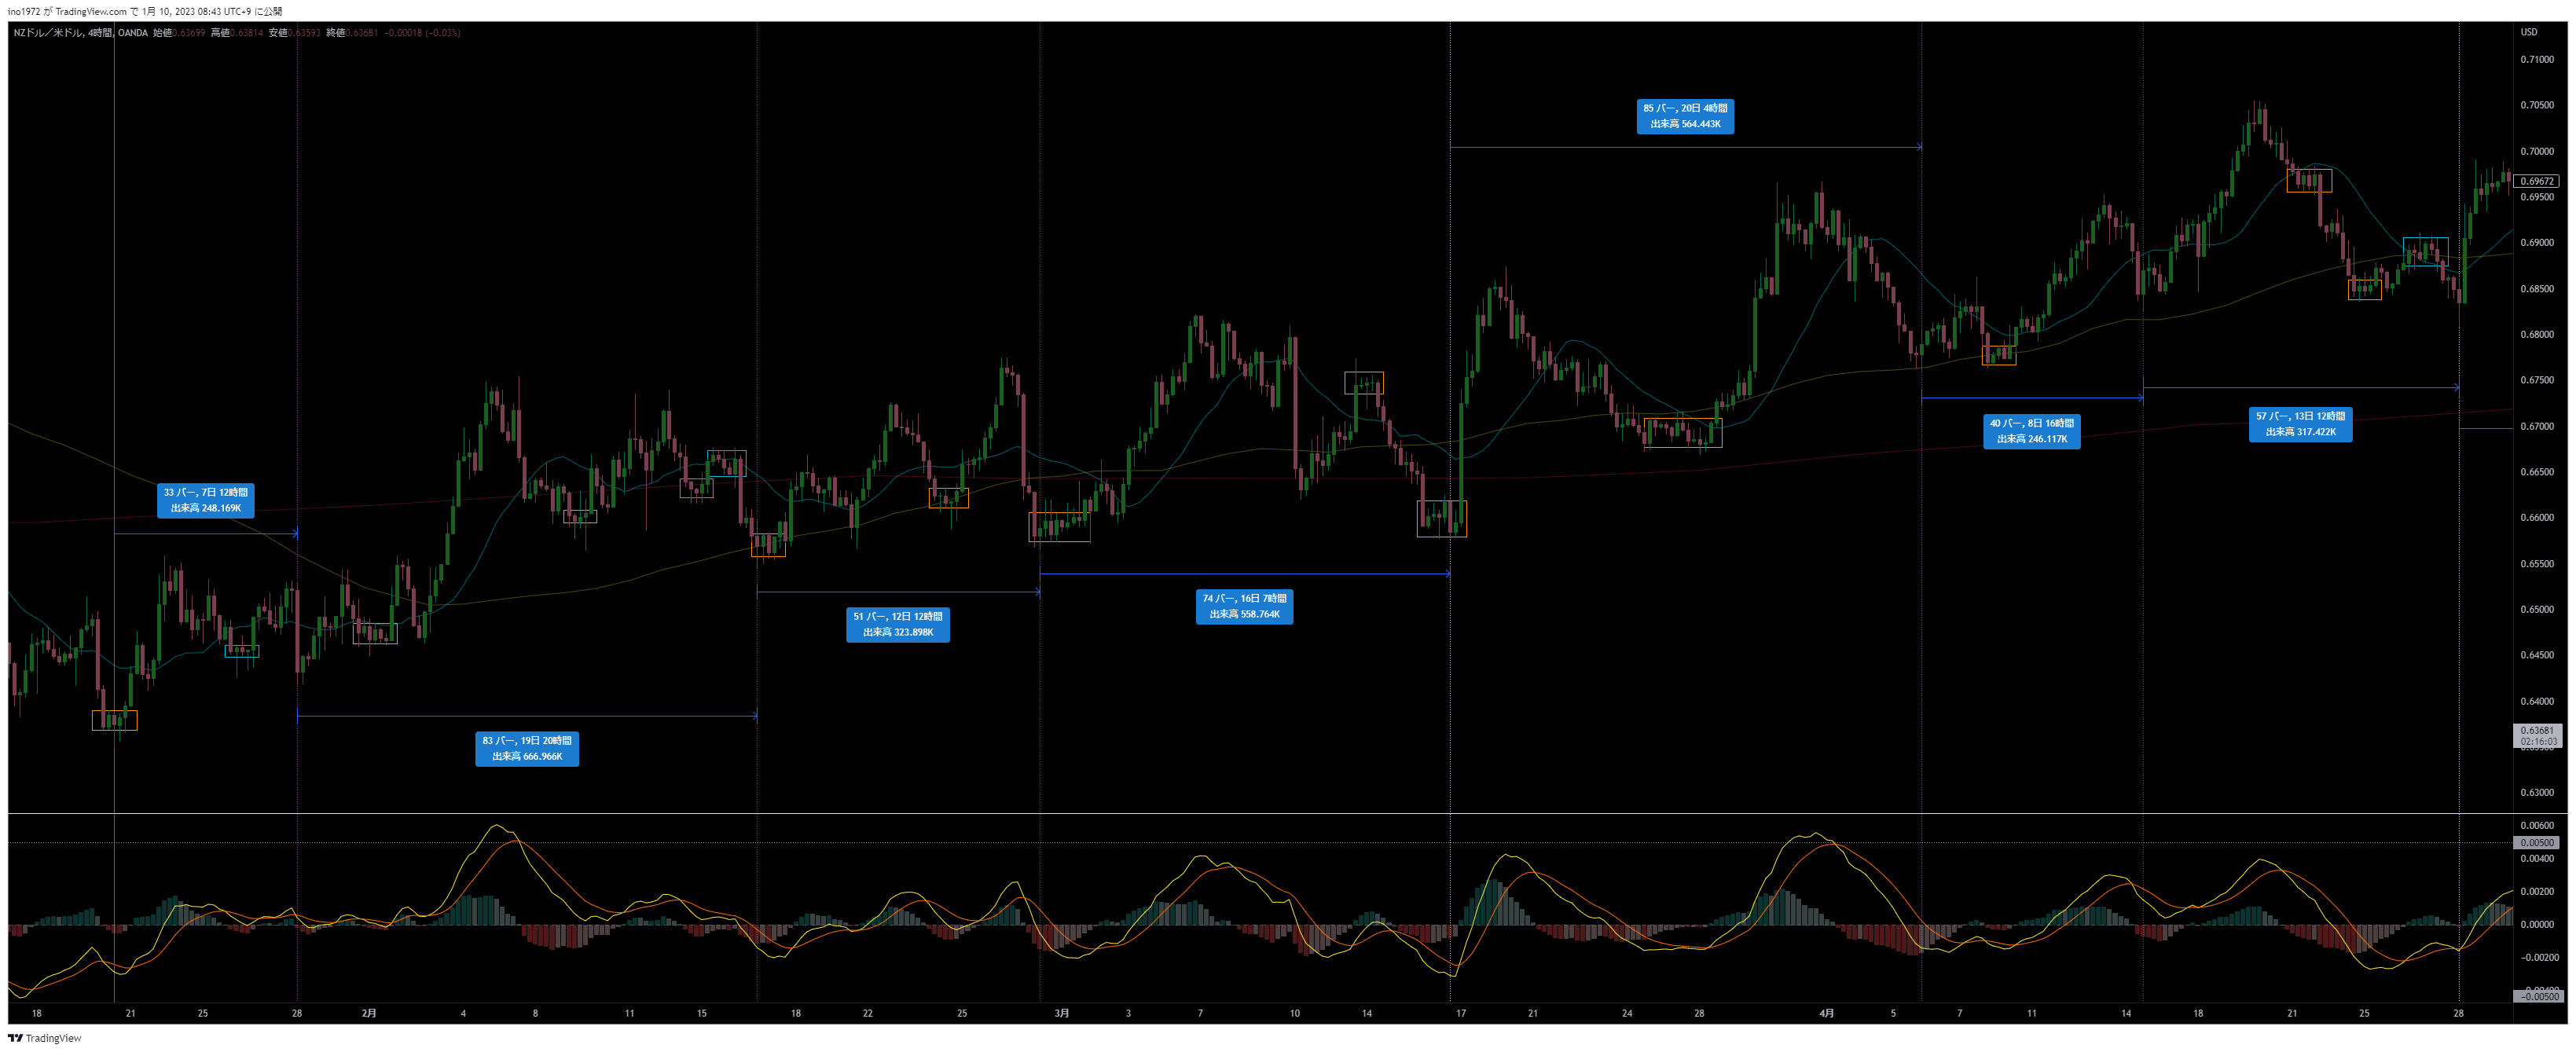 ino1972 が TradingView.com で 1月 10, 2023 08:43 UTC+9 に公開
NZドル／米ドル, 4時間, OANDA 始値0.63699 高値0.63814 安値0.63593 終値0.63681 −0.00018 (−0.03%)
USD
0.71000
0.70500
0.70000
0.69672
0.69500
0.69000
0.68500
0.68000
0.67500
0.67000
0.66500
0.66000
0.65500
0.65000
0.64500
0.64000
0.63681
02:16:03
0.63000
85 バー, 20日 4時間
出来高 564.443K
33 バー, 7日 12時間
出来高 248.169K
83 バー, 19日 20時間
出来高 666.966K
51 バー, 12日 12時間
出来高 323.898K
74 バー, 16日 7時間
出来高 558.764K
40 バー, 8日 16時間
出来高 246.117K
57 バー, 13日 12時間
出来高 317.422K
0.00600
0.00500
0.00400
0.00200
0.00000
−0.00200
−0.00500
18 21 25 28 2月 4 8 11 15 18 22 25 3月 3 7 10 14 17 21 24 28 4月 5 7 11 14 18 21 25 28
TradingView